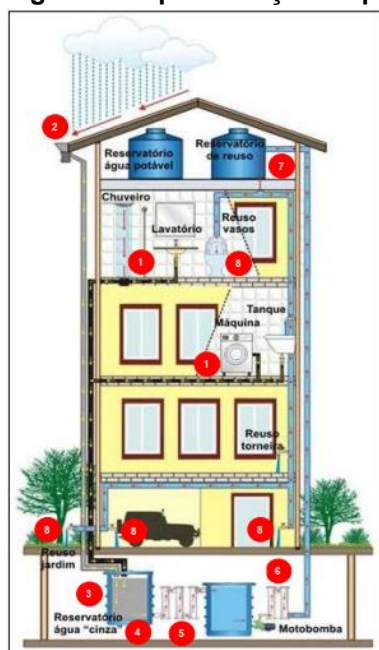 2
Reservatório
água potável
Reservatório
de reuso
7
Chuveiro
Lavatório
Reuso
vasos
1
8
Tanque
Máquina
1
Reuso
torneira
8
8
8
Reuso
jardim
3
6
Reservatório
água "cinza"
4
5
Motobomba